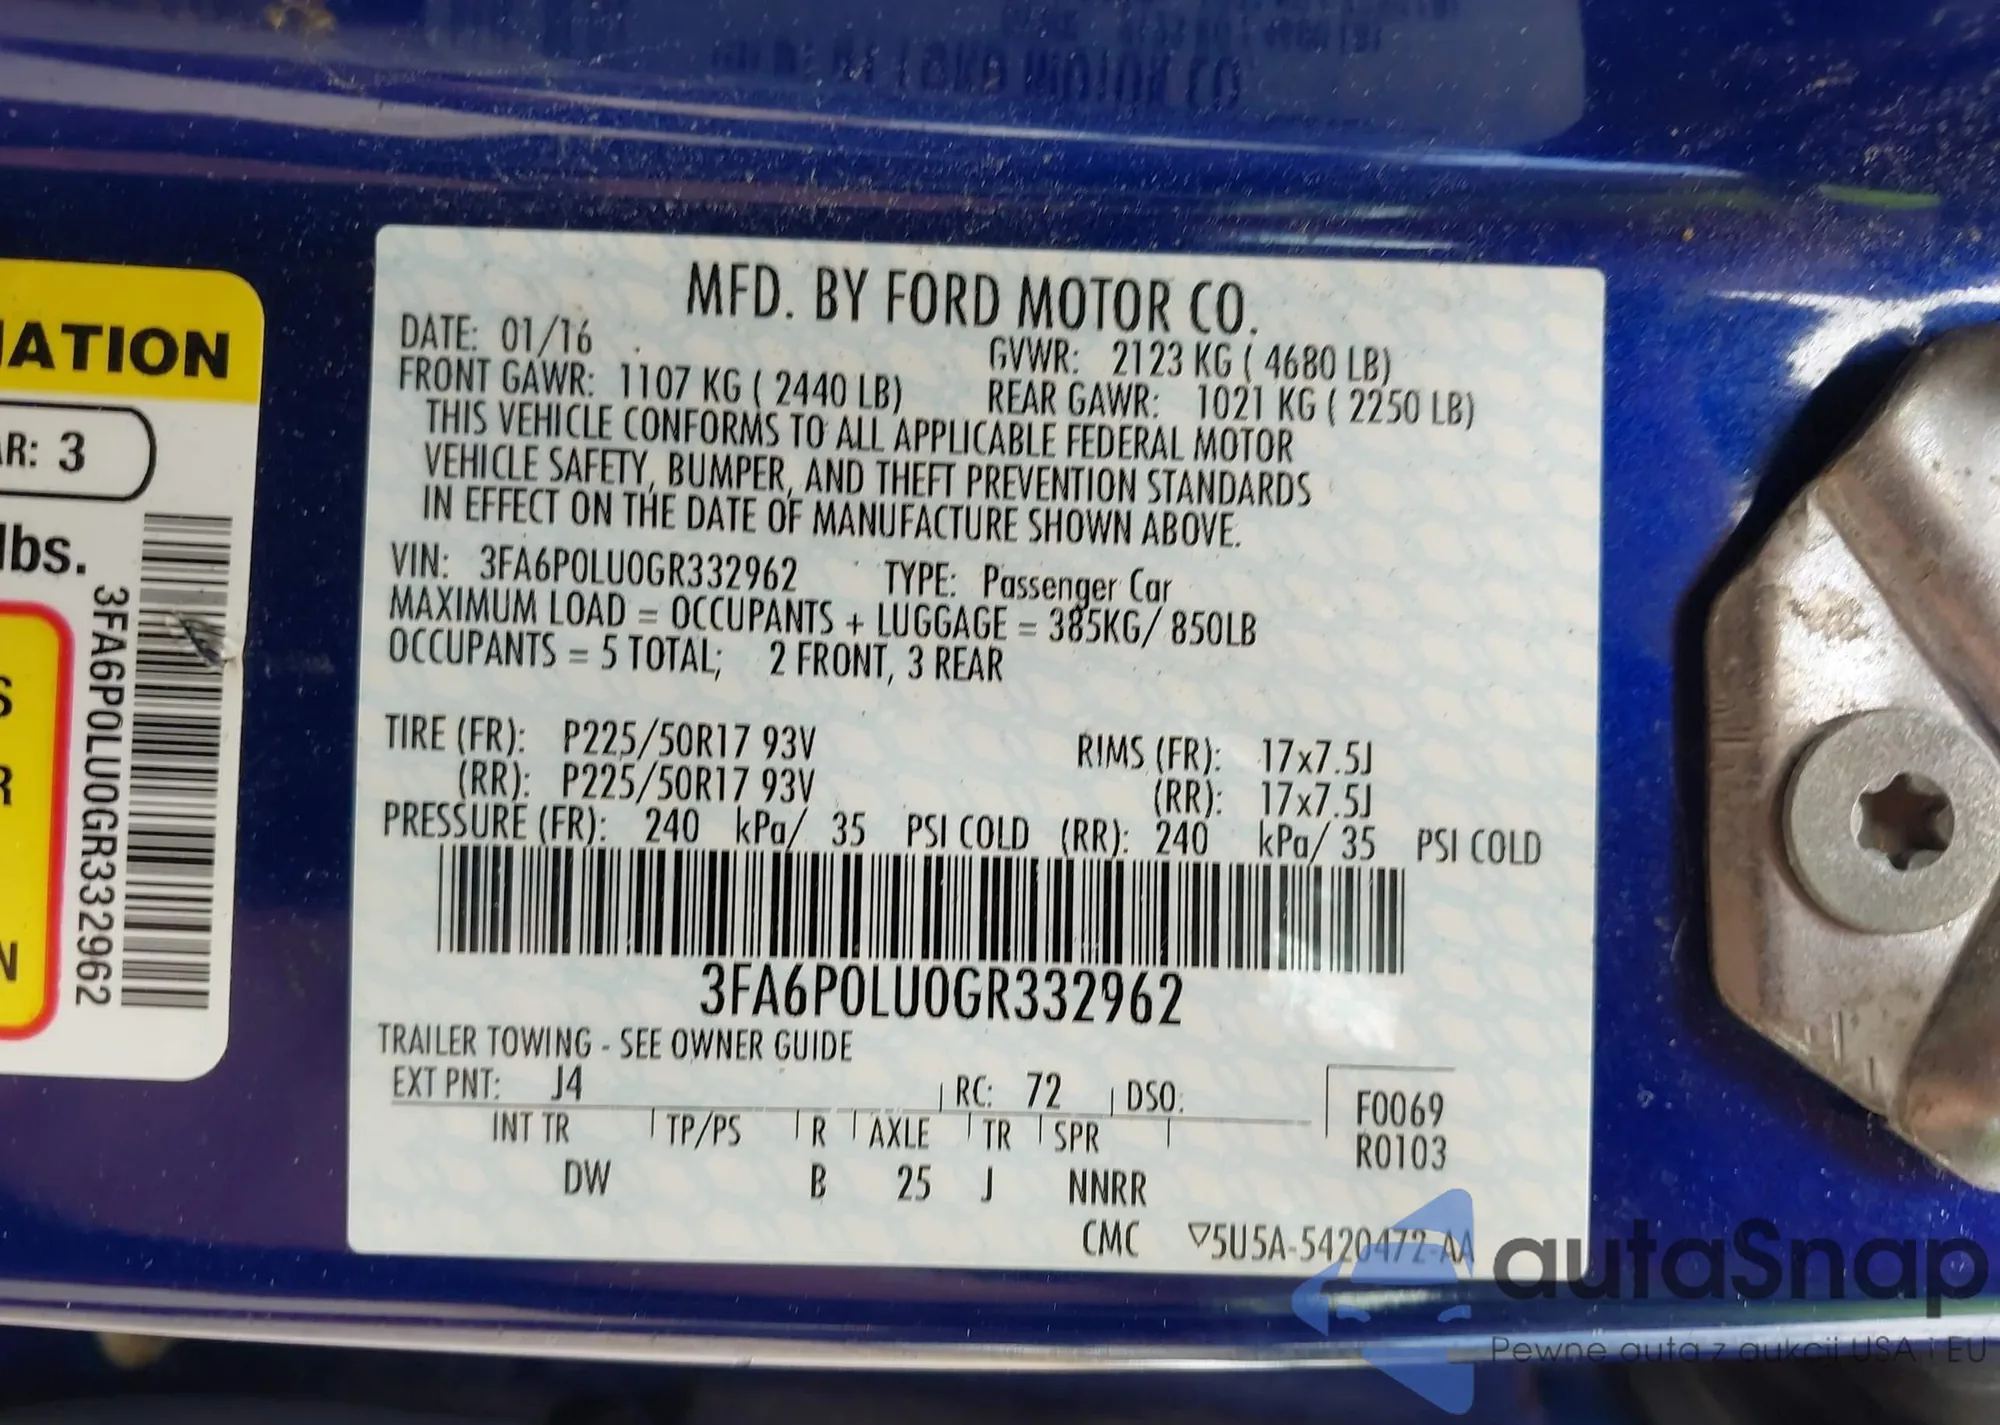 MFD. BY FORD MOTOR CO.
DATE: 01/16 GVWR: 2123 KG ( 4680 LB)
FRONT GAWR: 1107 KG ( 2440 LB) REAR GAWR: 1021 KG ( 2250 LB)
THIS VEHICLE CONFORMS TO ALL APPLICABLE FEDERAL MOTOR
VEHICLE SAFETY, BUMPER, AND THEFT PREVENTION STANDARDS
IN EFFECT ON THE DATE OF MANUFACTURE SHOWN ABOVE.
VIN: 3FA6P0LU0GR332962 TYPE: Passenger Car
MAXIMUM LOAD = OCCUPANTS + LUGGAGE = 385KG/ 850LB
OCCUPANTS = 5 TOTAL; 2 FRONT, 3 REAR
TIRE (FR): P225/50R17 93V RIMS (FR): 17x7.5J
(RR): P225/50R17 93V (RR): 17x7.5J
PRESSURE (FR): 240 kPa/ 35 PSI COLD (RR): 240 kPa/ 35 PSI COLD
3FA6P0LU0GR332962
TRAILER TOWING - SEE OWNER GUIDE
EXT PNT: J4 RC: 72 DSO:
INT TR TP/PS R AXLE TR SPR
DW B 25 J NNRR
F0069
R0103
CMC ▽5U5A-5420472-AA
3
lbs.
3FA6P0LU0GR332962
autaSnap
Pewne auta z aukcji USA i EU